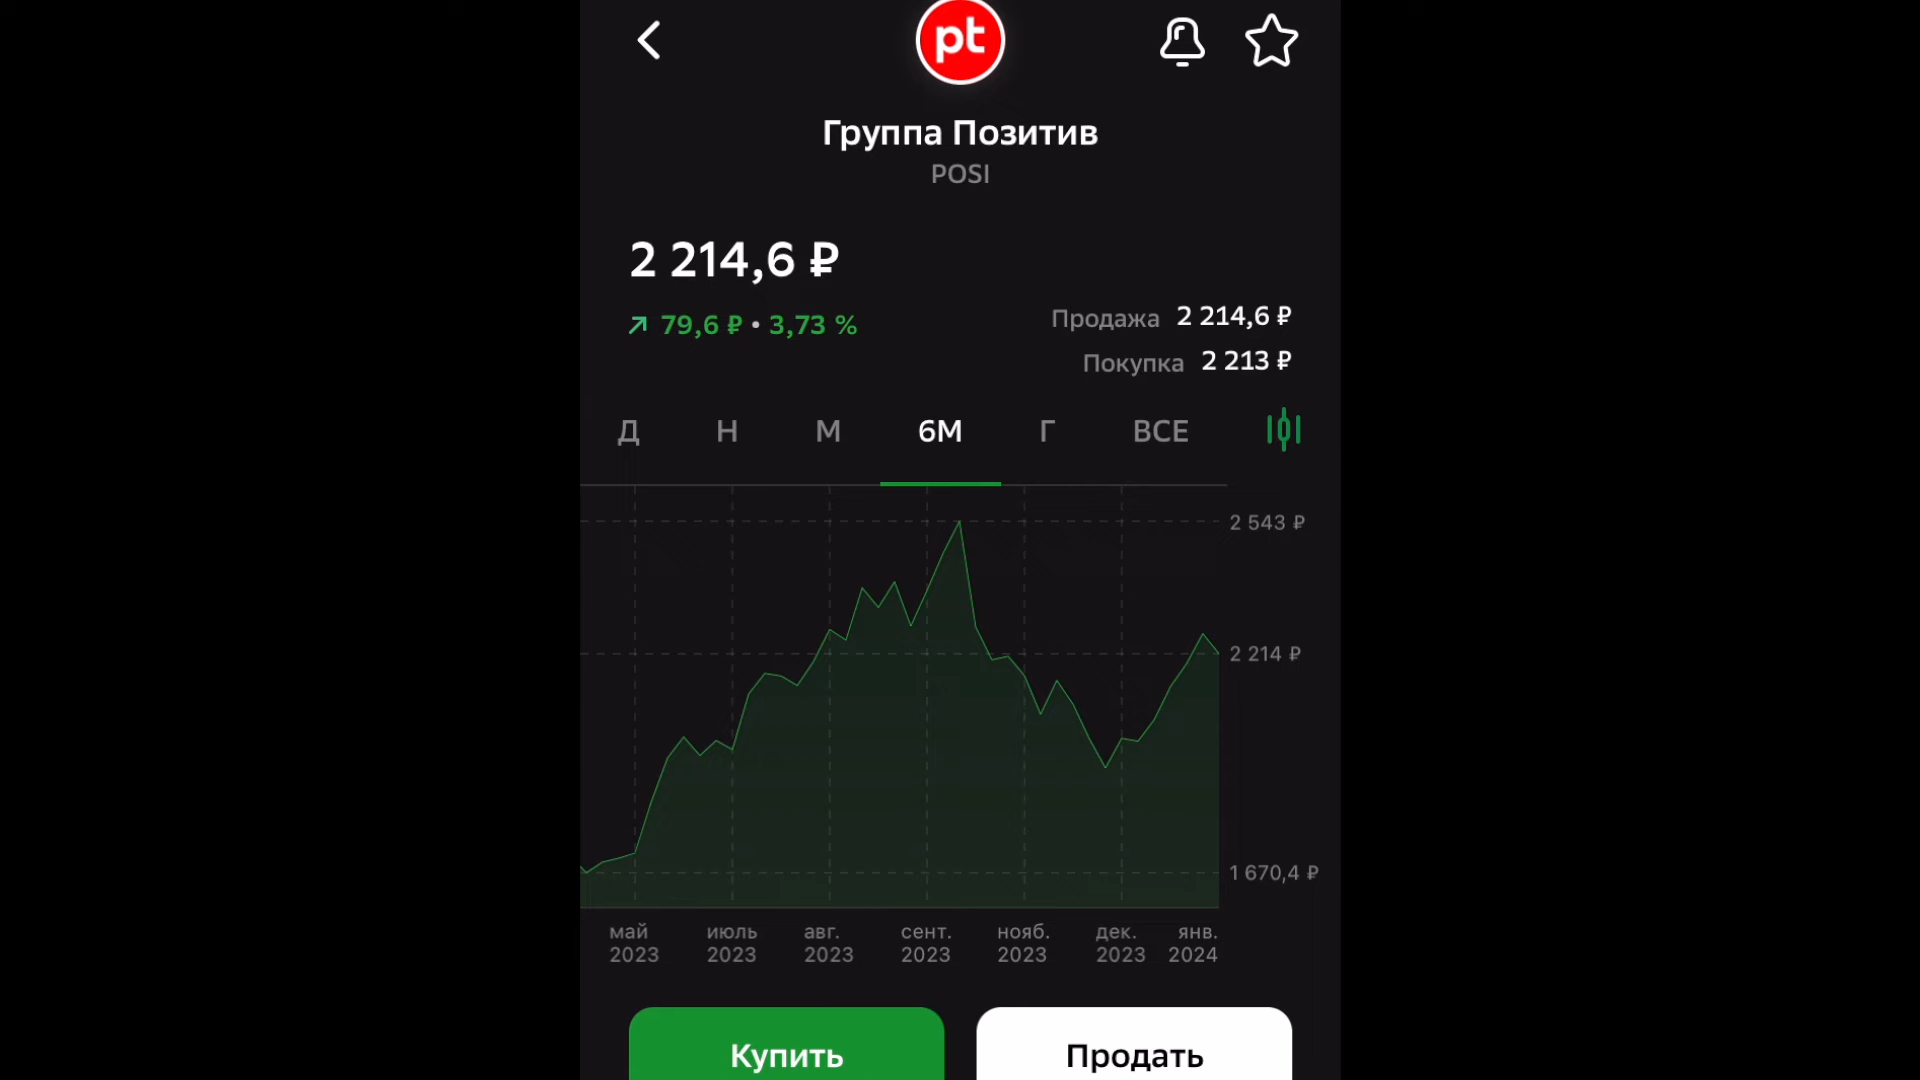 pt
Группа Позитив
POSI
2 214,6 ₽
79,6 ₽ • 3,73 %
Продажа 2 214,6 ₽
Покупка 2 213 ₽
Д Н М 6М Г ВСЕ
2 543 ₽
2 214 ₽
1 670,4 ₽
май 2023
июль 2023
авг. 2023
сент. 2023
нояб. 2023
дек. 2023
янв. 2024
Купить
Продать